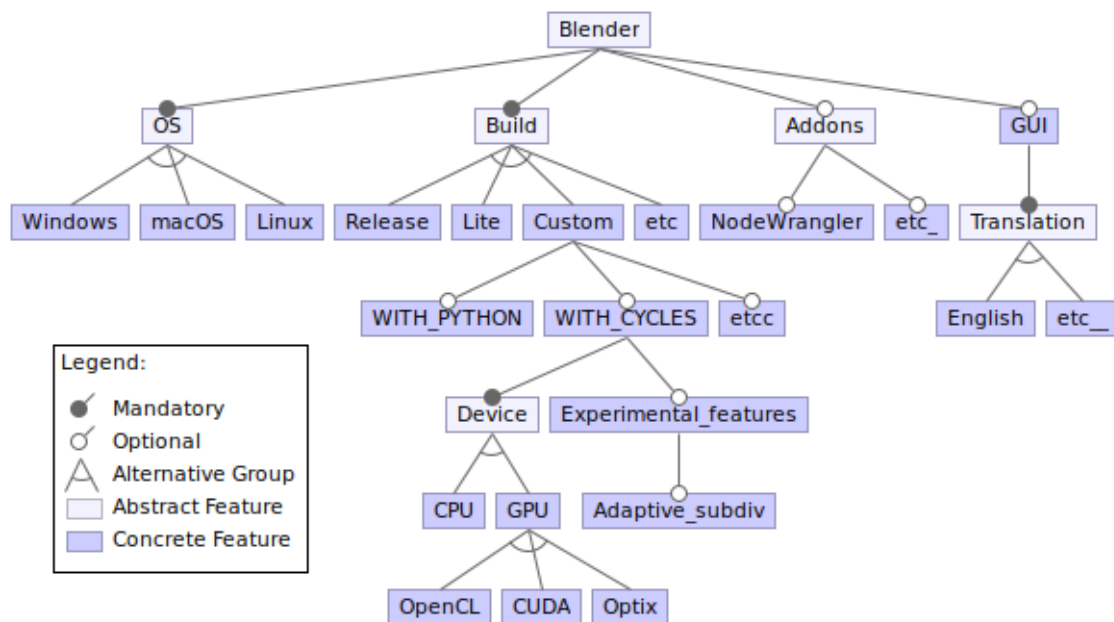 Blender
OS Build Addons GUI
Windows macOS Linux Release Lite Custom etc NodeWrangler etc_ Translation
WITH_PYTHON WITH_CYCLES etcc English etc__
Legend:
Mandatory
Optional
Alternative Group
Abstract Feature
Concrete Feature
Device Experimental_features
CPU GPU Adaptive_subdiv
OpenCL CUDA Optix